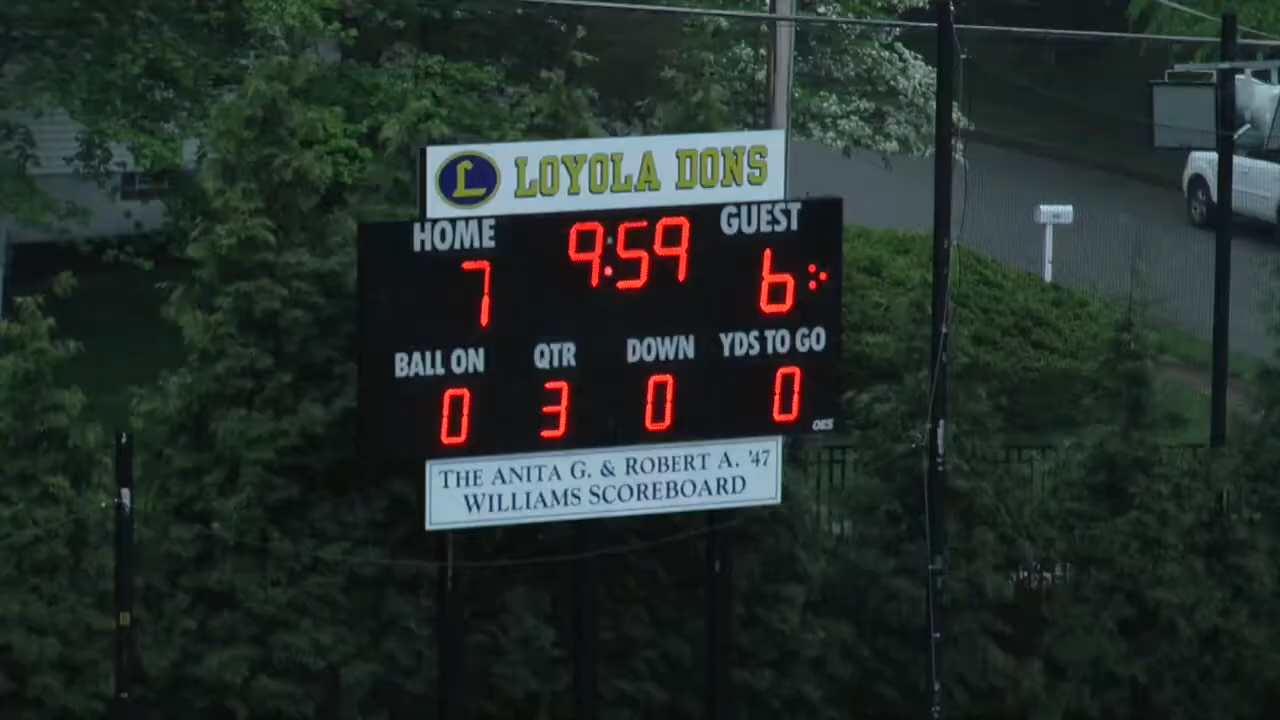 L LOYOLA DONS
HOME 9:59 GUEST
7 6
BALL ON QTR DOWN YDS TO GO
0 3 0 0
OES
THE ANITA G. & ROBERT A. '47
WILLIAMS SCOREBOARD